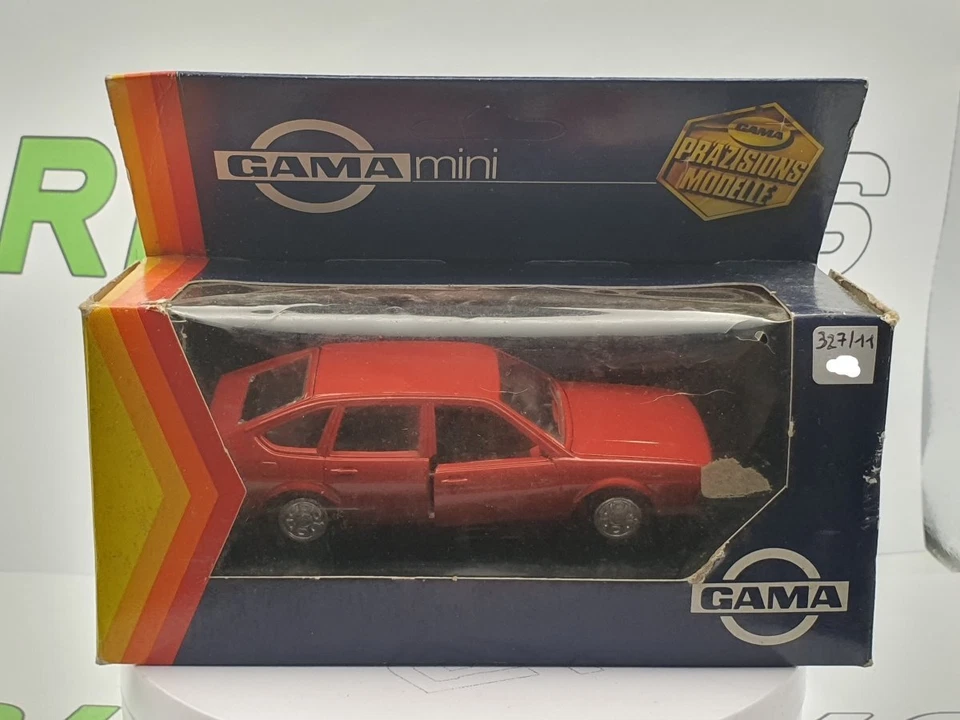 GAMA mini
GAMA
PRÄZISIONS
MODELLE
327/11
GAMA